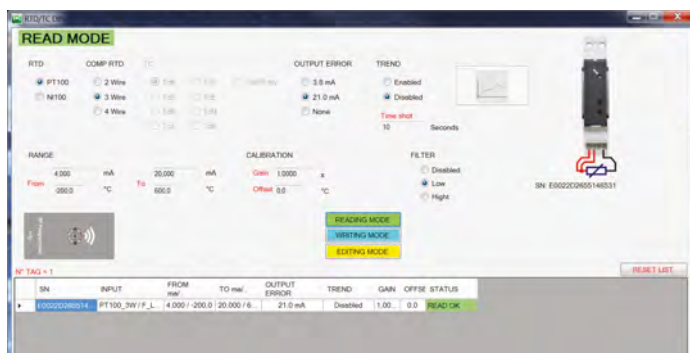 RTD/TC
READ MODE
RTD COMP RTD TC OUTPUT ERROR TREND
PT100 2 Wire 3.6 mA Enabled
NI100 3 Wire 21.0 mA Disabled
4 Wire None Time shot
10 Seconds
RANGE CALIBRATION FILTER
4,000 mA 20,000 mA Gain 1.0000 x Disabled
From -200.0 °C To 600.0 °C Offset 0.0 °C Low
Hight
SN: E0022D2655146531
READING MODE
WRITING MODE
EDITING MODE
N° TAG = 1 RESET LIST
SN INPUT FROM ma/... TO ma/... OUTPUT ERROR TREND GAIN OFFSE STATUS
E0022D265514... PT100_3W / F_L... 4.000 / -200.0 20.000 / 6... 21.0 mA Disabled 1.00... 0.0 READ OK